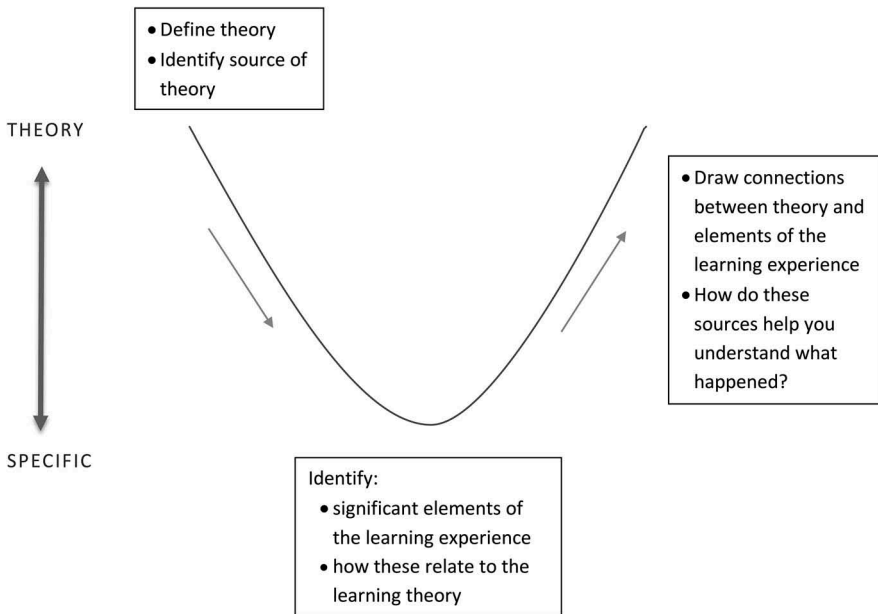 • Define theory
• Identify source of
theory
THEORY
• Draw connections
between theory and
elements of the
learning experience
• How do these
sources help you
understand what
happened?
SPECIFIC
Identify:
• significant elements of
the learning experience
• how these relate to the
learning theory